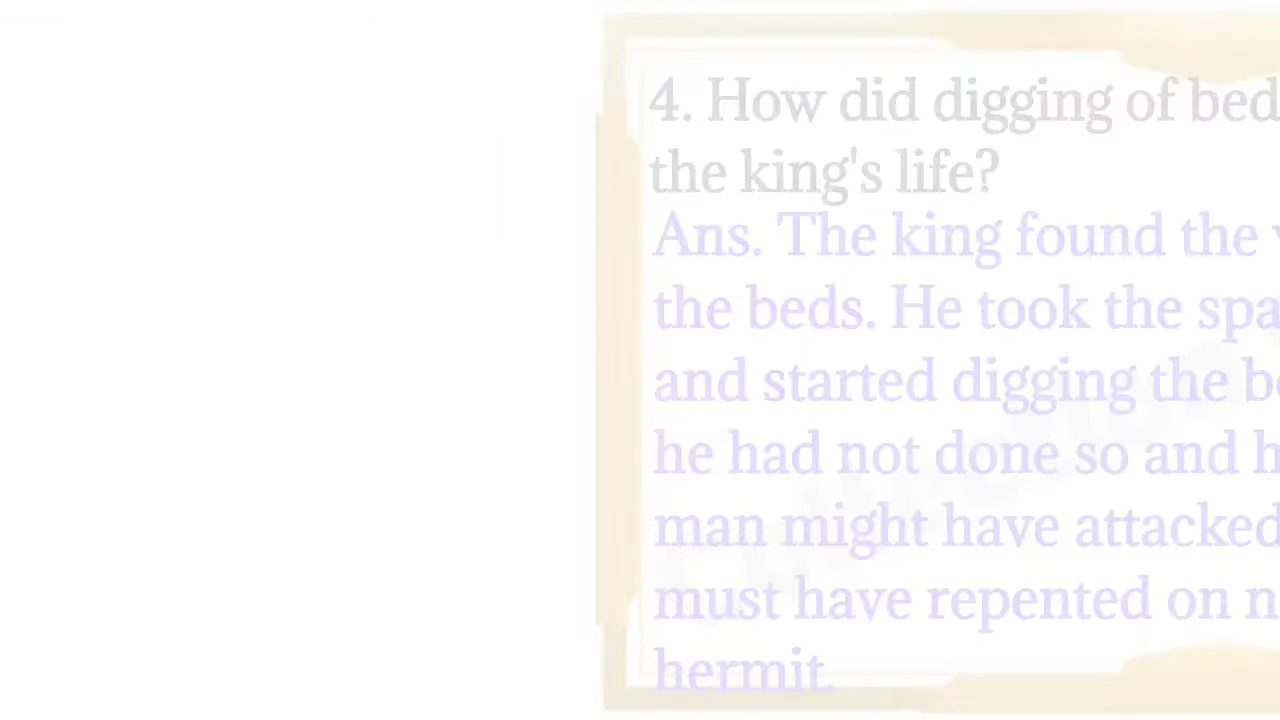 4. How did digging of bed
the king's life?
Ans. The king found the
the beds. He took the spa
and started digging the
he had not done so and
man might have attacked
must have repented on
hermit.